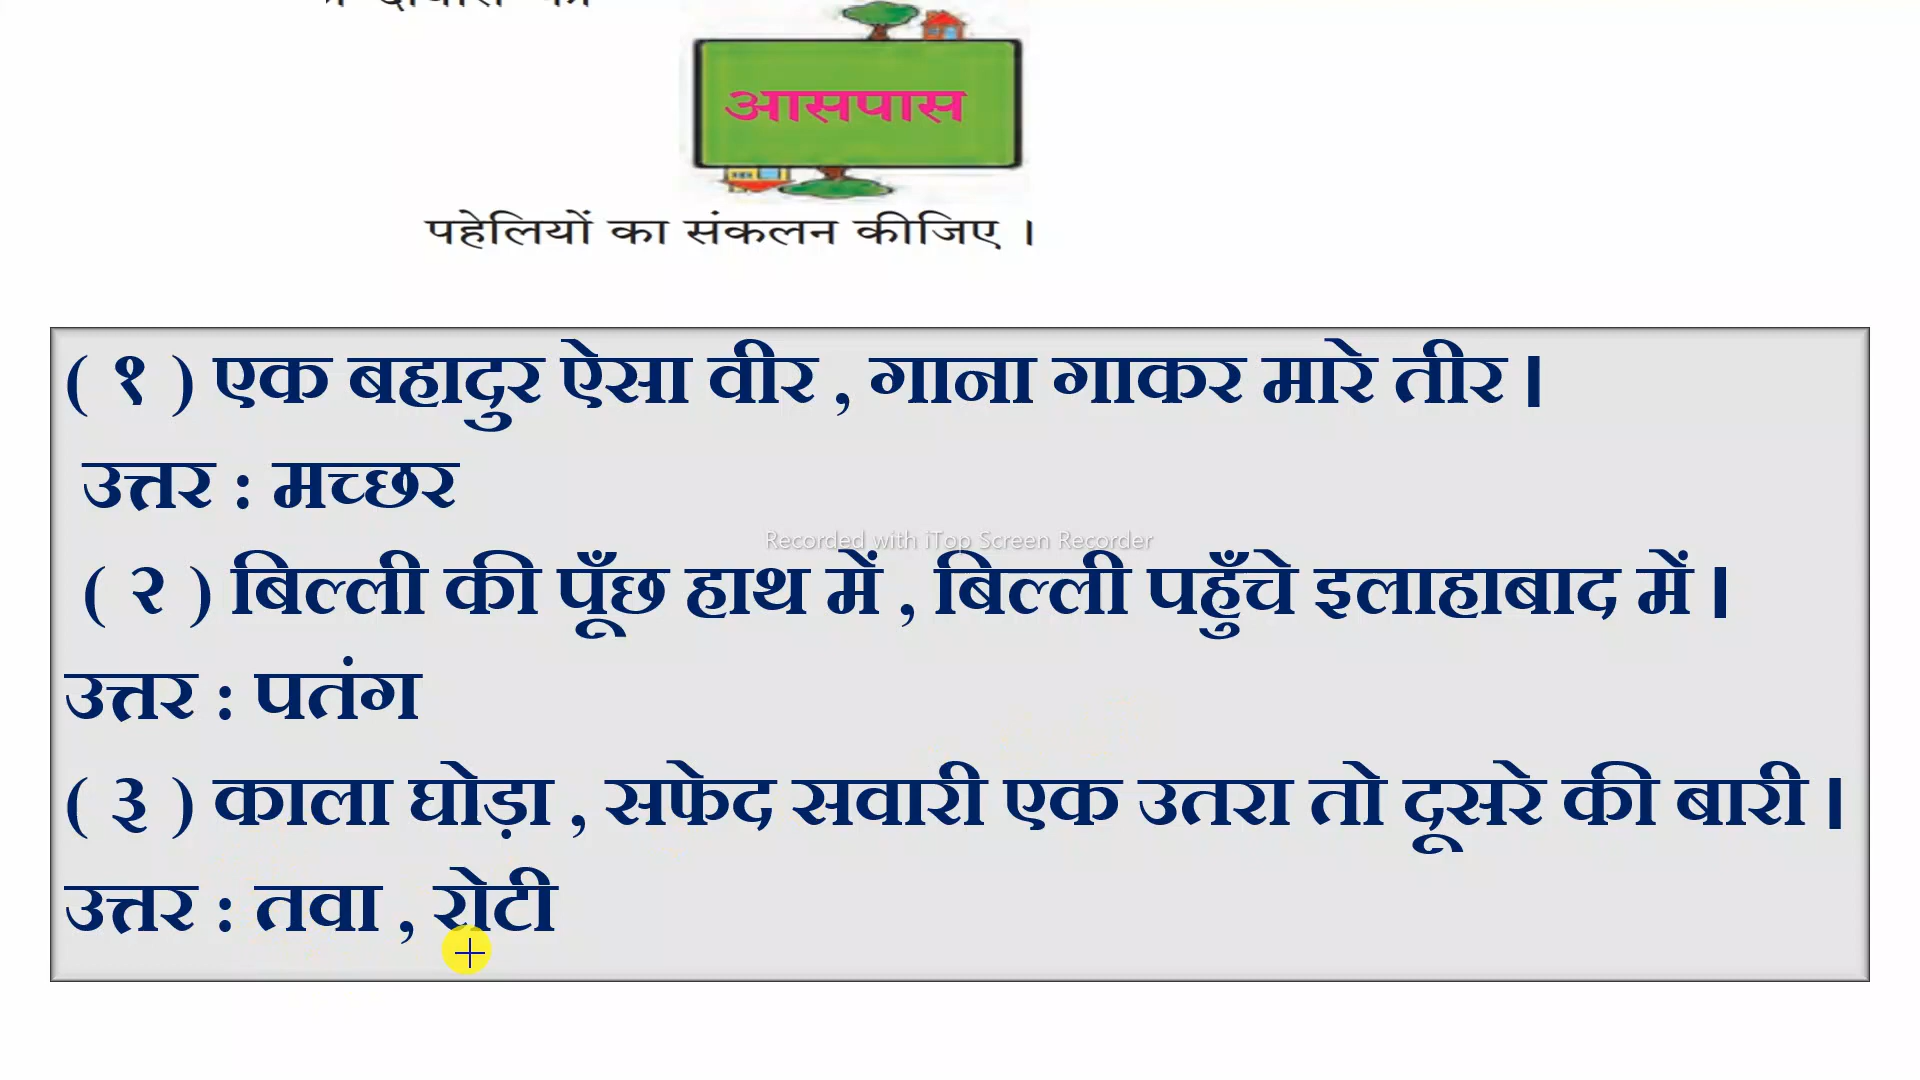 आसपास
पहेलियों का संकलन कीजिए ।
( १ ) एक बहादुर ऐसा वीर , गाना गाकर मारे तीर ।
उत्तर : मच्छर
Recorded with iTop Screen Recorder
( २ ) बिल्ली की पूँछ हाथ में , बिल्ली पहुँचे इलाहाबाद में ।
उत्तर : पतंग
( ३ ) काला घोड़ा , सफेद सवारी एक उतरा तो दूसरे की बारी ।
उत्तर : तवा , रोटी